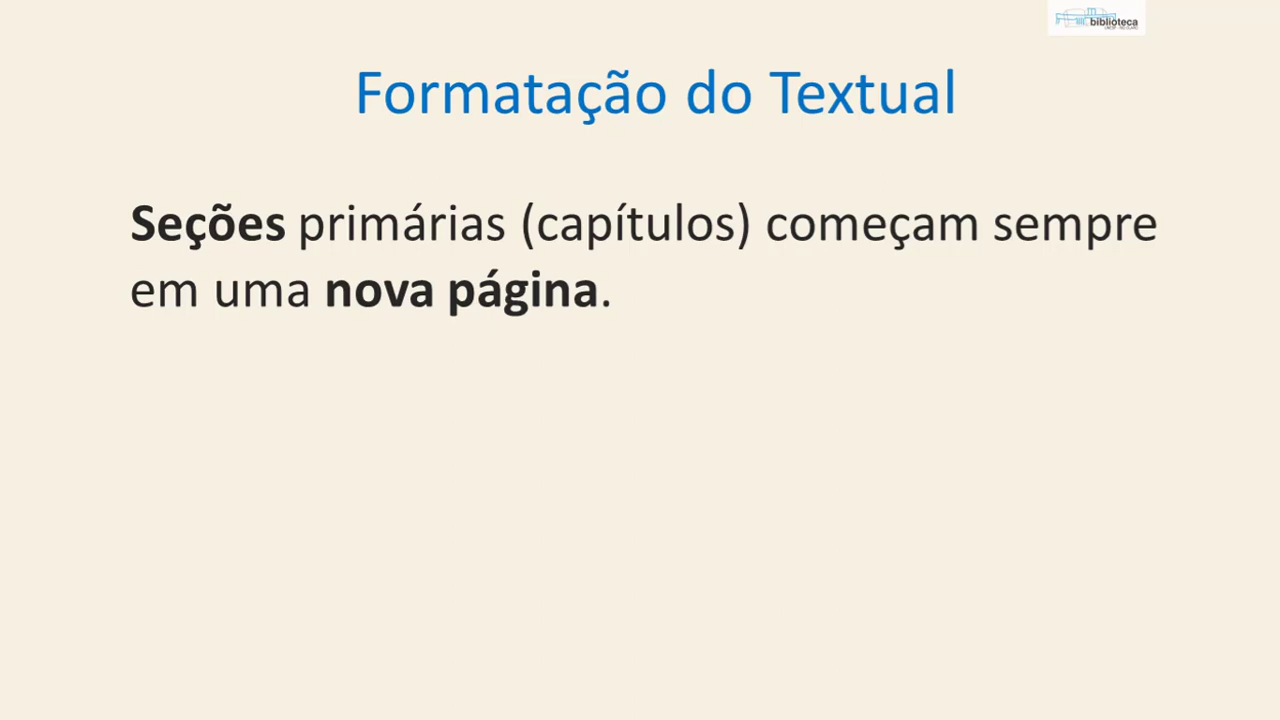 biblioteca
Formatação do Textual
Seções primárias (capítulos) começam sempre
em uma nova página.